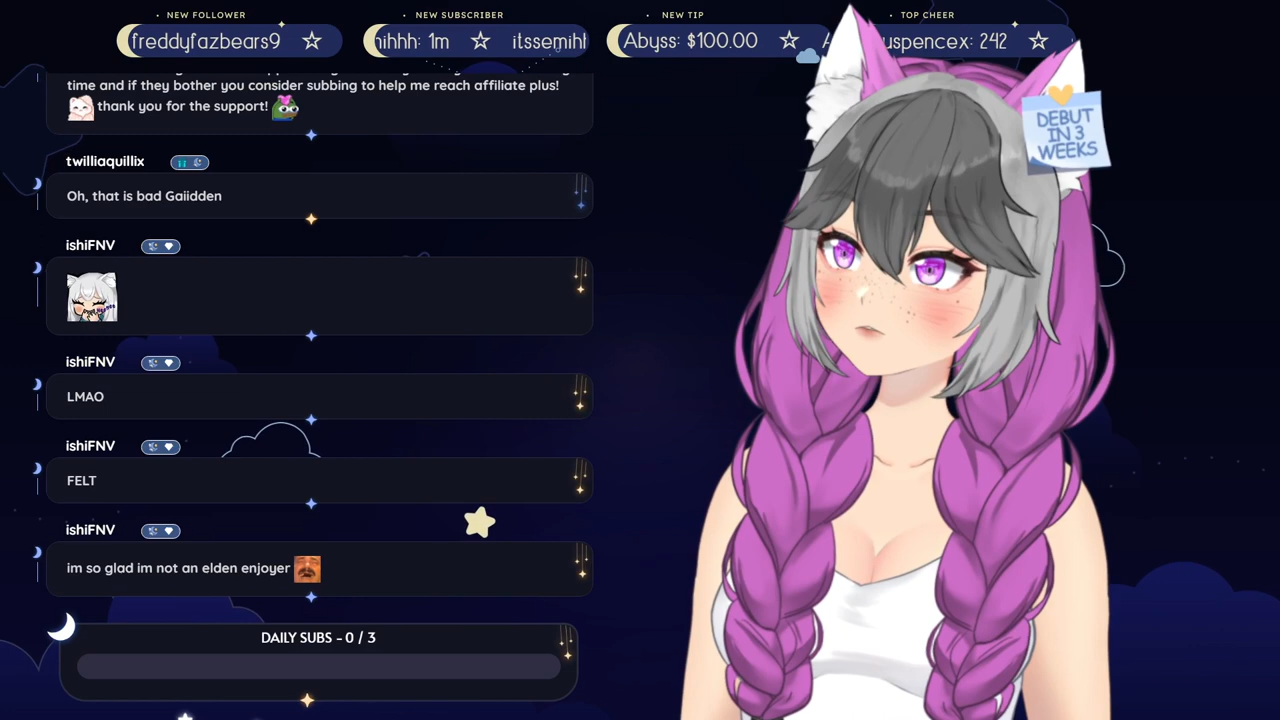 NEW FOLLOWER
freddyfazbears9
NEW SUBSCRIBER
ihhh: 1m
itssemihh
NEW TIP
Abyss: $100.00
TOP CHEER
uspencex: 242
time and if they bother you consider subbing to help me reach affiliate plus!
thank you for the support!
twilliaquillix
Oh, that is bad Gaiidden
ishiFNV
ishiFNV
LMAO
ishiFNV
FELT
ishiFNV
im so glad im not an elden enjoyer
DAILY SUBS - 0 / 3
DEBUT
IN 3
WEEKS